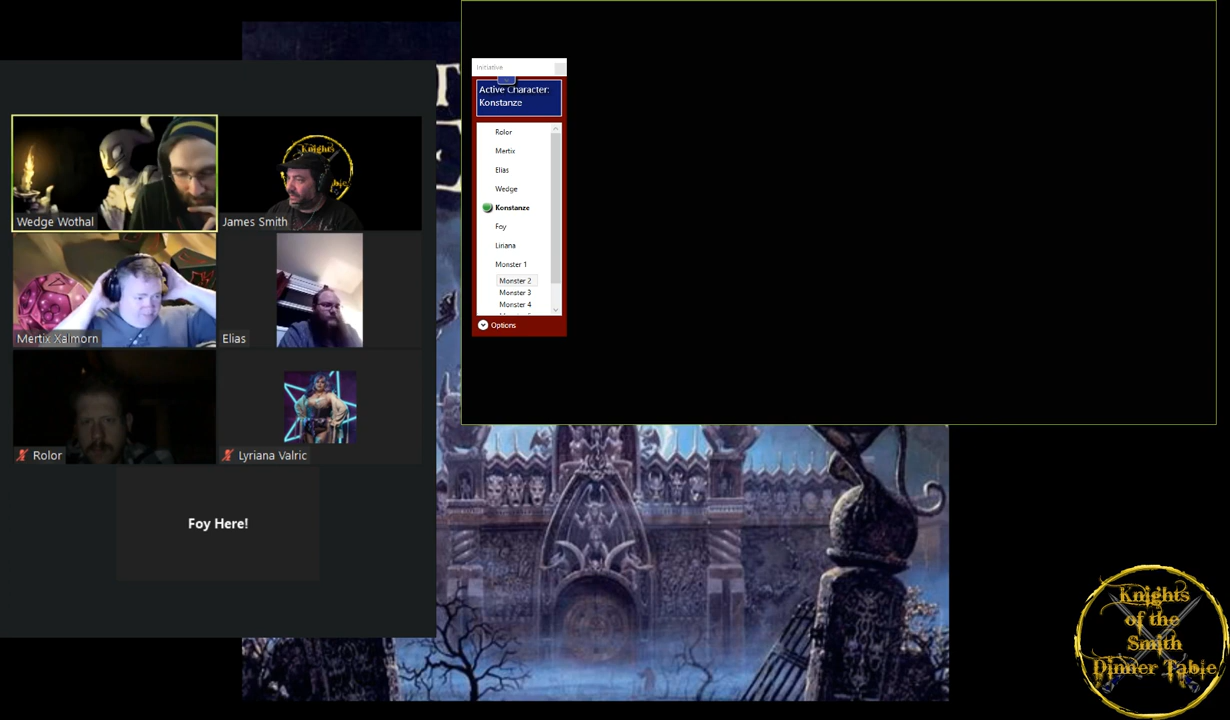 Wedge Wothal
James Smith
Mertix Xalmorn
Elias
Rolor
Lyriana Valric
Foy Here!
Initiative
Active Character:
Konstanze
Rolor
Mertix
Elias
Wedge
Konstanze
Foy
Liriana
Monster 1
Monster 2
Monster 3
Monster 4
Options
Knights
of the
Smith
Dinner Table